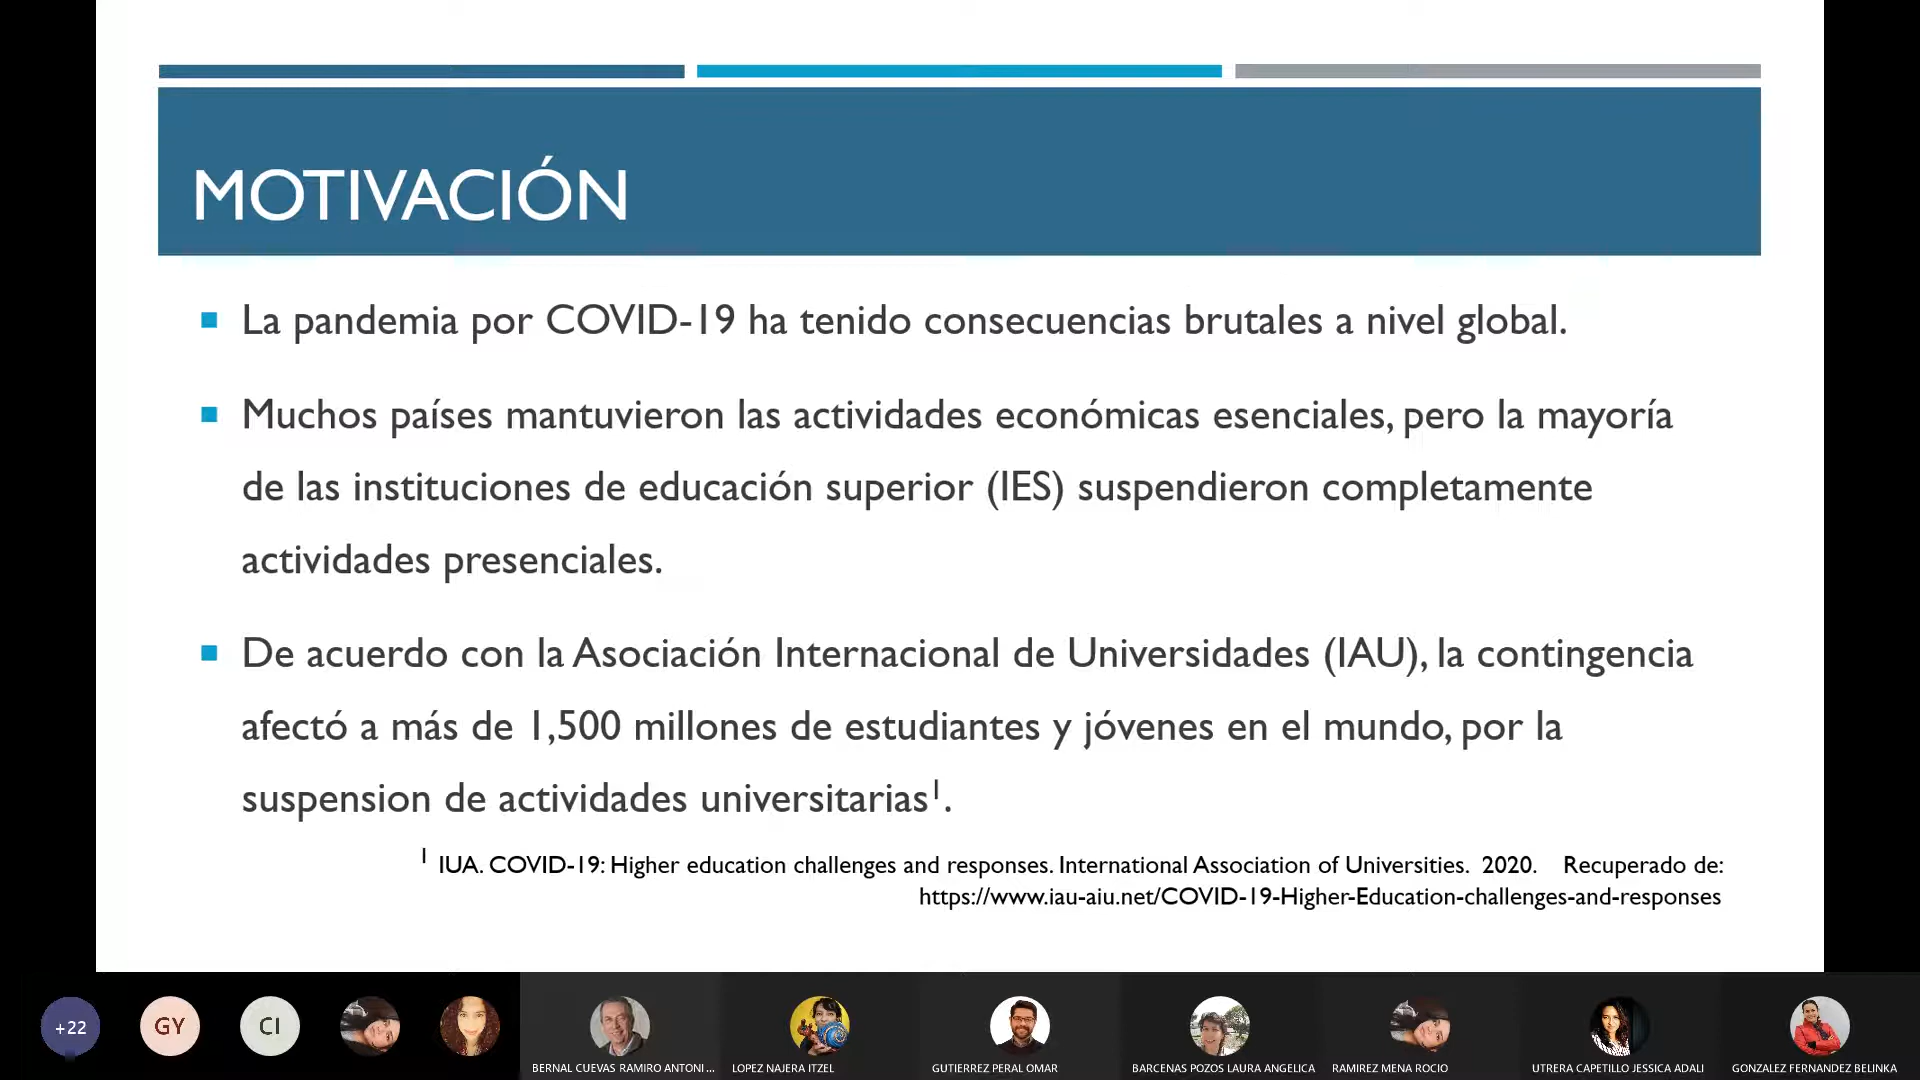 MOTIVACIÓN
La pandemia por COVID-19 ha tenido consecuencias brutales a nivel global.
Muchos países mantuvieron las actividades económicas esenciales, pero la mayoría
de las instituciones de educación superior (IES) suspendieron completamente
actividades presenciales.
De acuerdo con la Asociación Internacional de Universidades (IAU), la contingencia
afectó a más de 1,500 millones de estudiantes y jóvenes en el mundo, por la
suspension de actividades universitarias¹.
¹ IUA. COVID-19: Higher education challenges and responses. International Association of Universities. 2020. Recuperado de:
https://www.iau-aiu.net/COVID-19-Higher-Education-challenges-and-responses
+22 GY CI
BERNAL CUEVAS RAMIRO ANTONI... LOPEZ NAJERA ITZEL GUTIERREZ PERAL OMAR BARCENAS POZOS LAURA ANGELICA RAMIREZ MENA ROCIO UTRERA CAPETILLO JESSICA ADALI GONZALEZ FERNANDEZ BELINKA